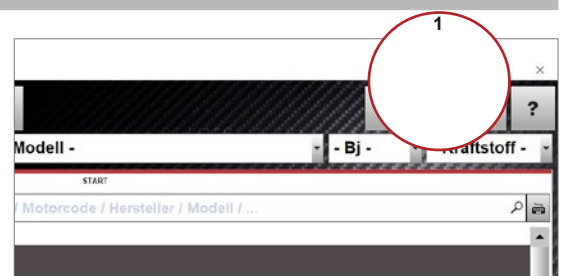 1
×
?
Modell -
- Bj -
Kraftstoff -
START
/ Motorcode / Hersteller / Modell / ...